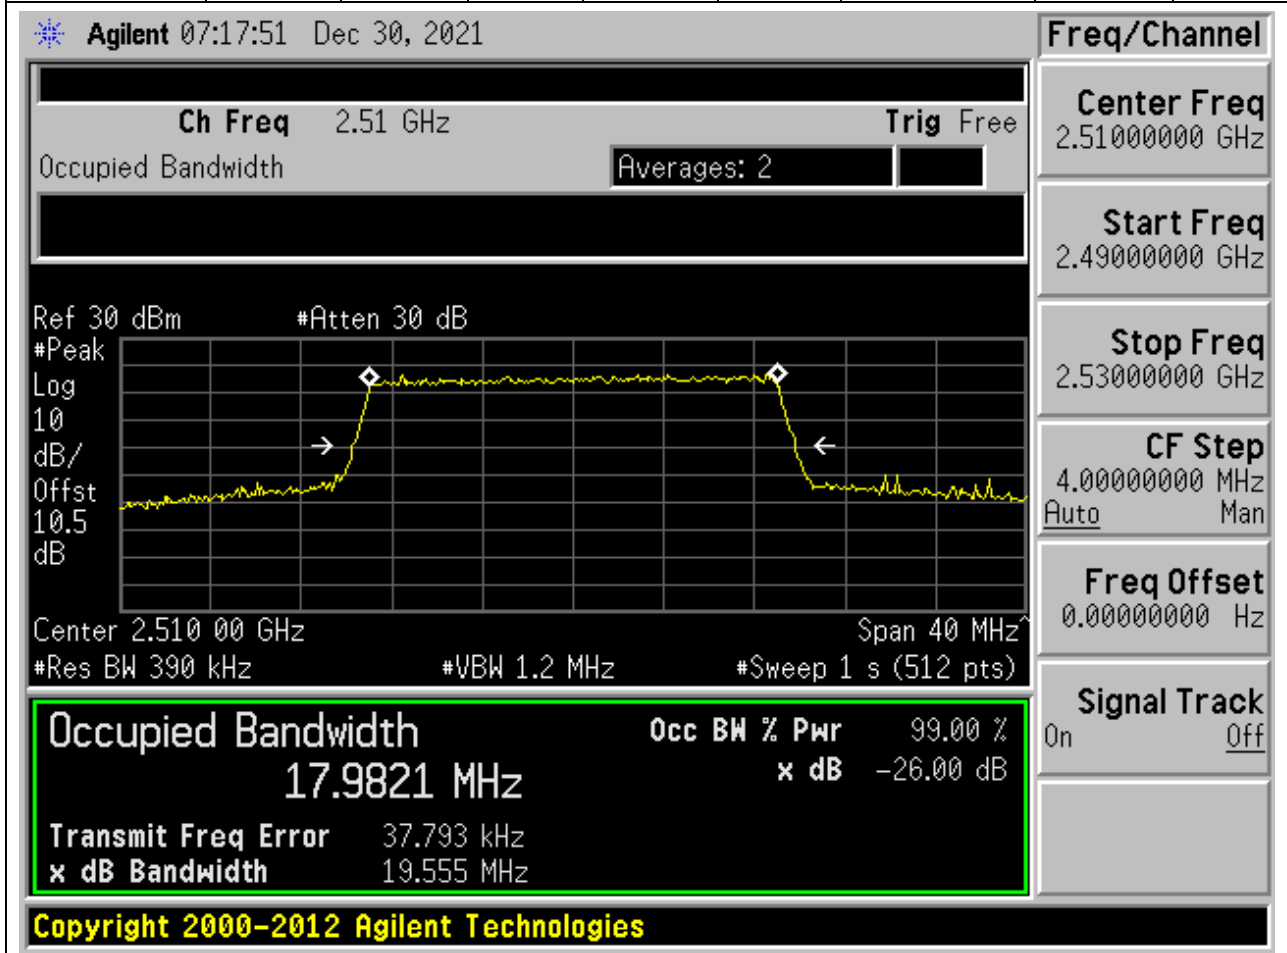 Agilent 07:17:51 Dec 30, 2021
Freq/Channel
Ch Freq 2.51 GHz Trig Free
Occupied Bandwidth Averages: 2
Center Freq
2.51000000 GHz
Start Freq
2.49000000 GHz
Stop Freq
2.53000000 GHz
CF Step
4.00000000 MHz
Auto Man
Freq Offset
0.00000000 Hz
Signal Track
On Off
Ref 30 dBm #Atten 30 dB
#Peak
Log
10
dB/
Offst
10.5
dB
Center 2.510 00 GHz Span 40 MHz^
#Res BW 390 kHz #VBW 1.2 MHz #Sweep 1 s (512 pts)
Occupied Bandwidth Occ BW % Pwr 99.00 %
17.9821 MHz x dB -26.00 dB
Transmit Freq Error 37.793 kHz
x dB Bandwidth 19.555 MHz
Copyright 2000-2012 Agilent Technologies